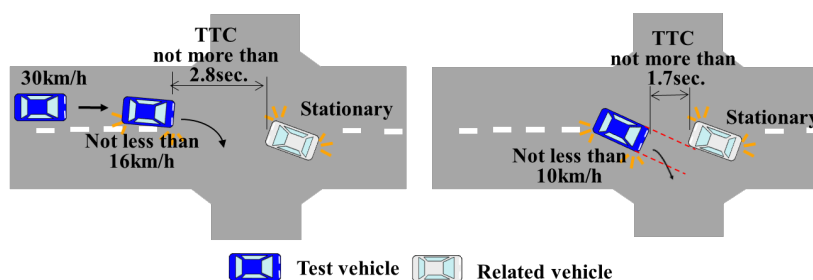 TTC
not more than
2.8sec.
30km/h
Stationary
Not less than
16km/h
TTC
not more than
1.7sec.
Stationary
Not less than
10km/h
Test vehicle
Related vehicle